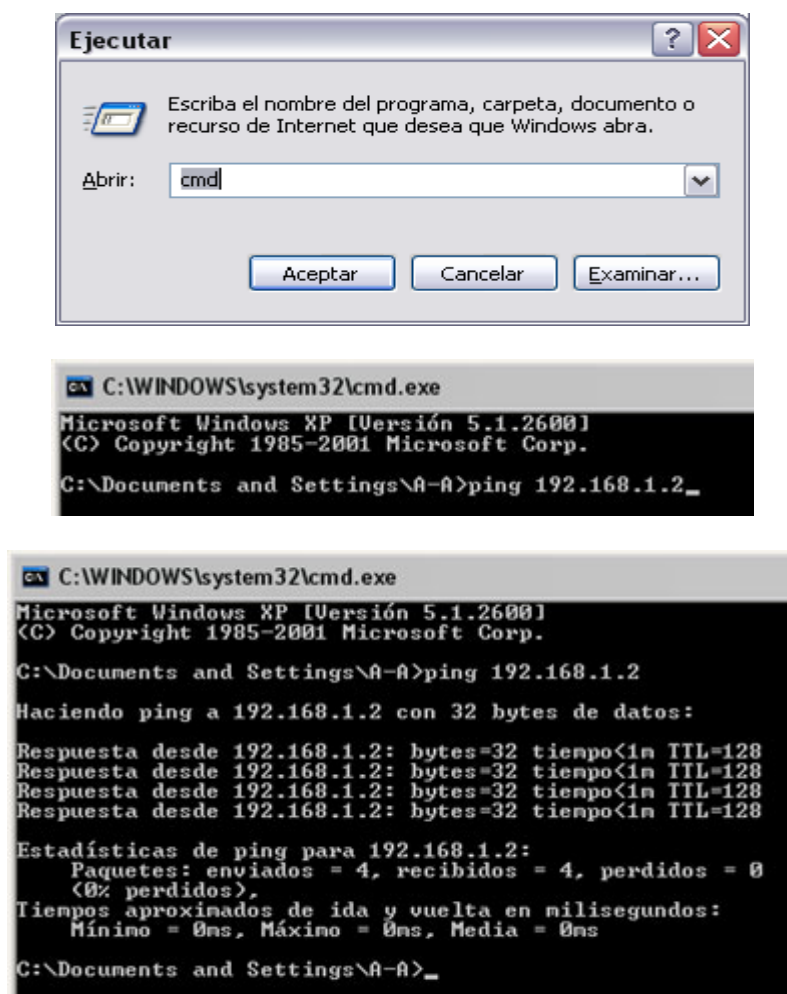 Ejecutar
Escriba el nombre del programa, carpeta, documento o
recurso de Internet que desea que Windows abra.
Abrir: cmd
Aceptar Cancelar Examinar...
C:\WINDOWS\system32\cmd.exe
Microsoft Windows XP [Versión 5.1.2600]
(C) Copyright 1985-2001 Microsoft Corp.
C:\Documents and Settings\A-A>ping 192.168.1.2_
C:\WINDOWS\system32\cmd.exe
Microsoft Windows XP [Versión 5.1.2600]
(C) Copyright 1985-2001 Microsoft Corp.
C:\Documents and Settings\A-A>ping 192.168.1.2
Haciendo ping a 192.168.1.2 con 32 bytes de datos:
Respuesta desde 192.168.1.2: bytes=32 tiempo<1m TTL=128
Respuesta desde 192.168.1.2: bytes=32 tiempo<1m TTL=128
Respuesta desde 192.168.1.2: bytes=32 tiempo<1m TTL=128
Respuesta desde 192.168.1.2: bytes=32 tiempo<1m TTL=128
Estadísticas de ping para 192.168.1.2:
Paquetes: enviados = 4, recibidos = 4, perdidos = 0
(0% perdidos),
Tiempos aproximados de ida y vuelta en milisegundos:
Mínimo = 0ms, Máximo = 0ms, Media = 0ms
C:\Documents and Settings\A-A>_